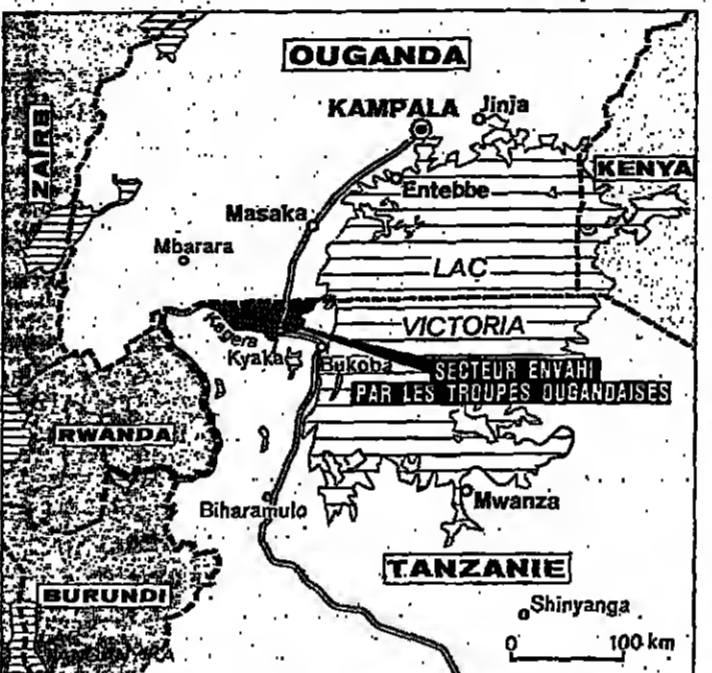 OUGANDA
KAMPALA
Jinja
ZAÏRE
KENYA
Entebbe
Masaka
Mbarara
LAC
VICTORIA
Kagera
Kyaka
Bukoba
SECTEUR ENVAHI
PAR LES TROUPES OUGANDAISES
RWANDA
Biharamulo
Mwanza
TANZANIE
BURUNDI
Shinyanga
0 100 km